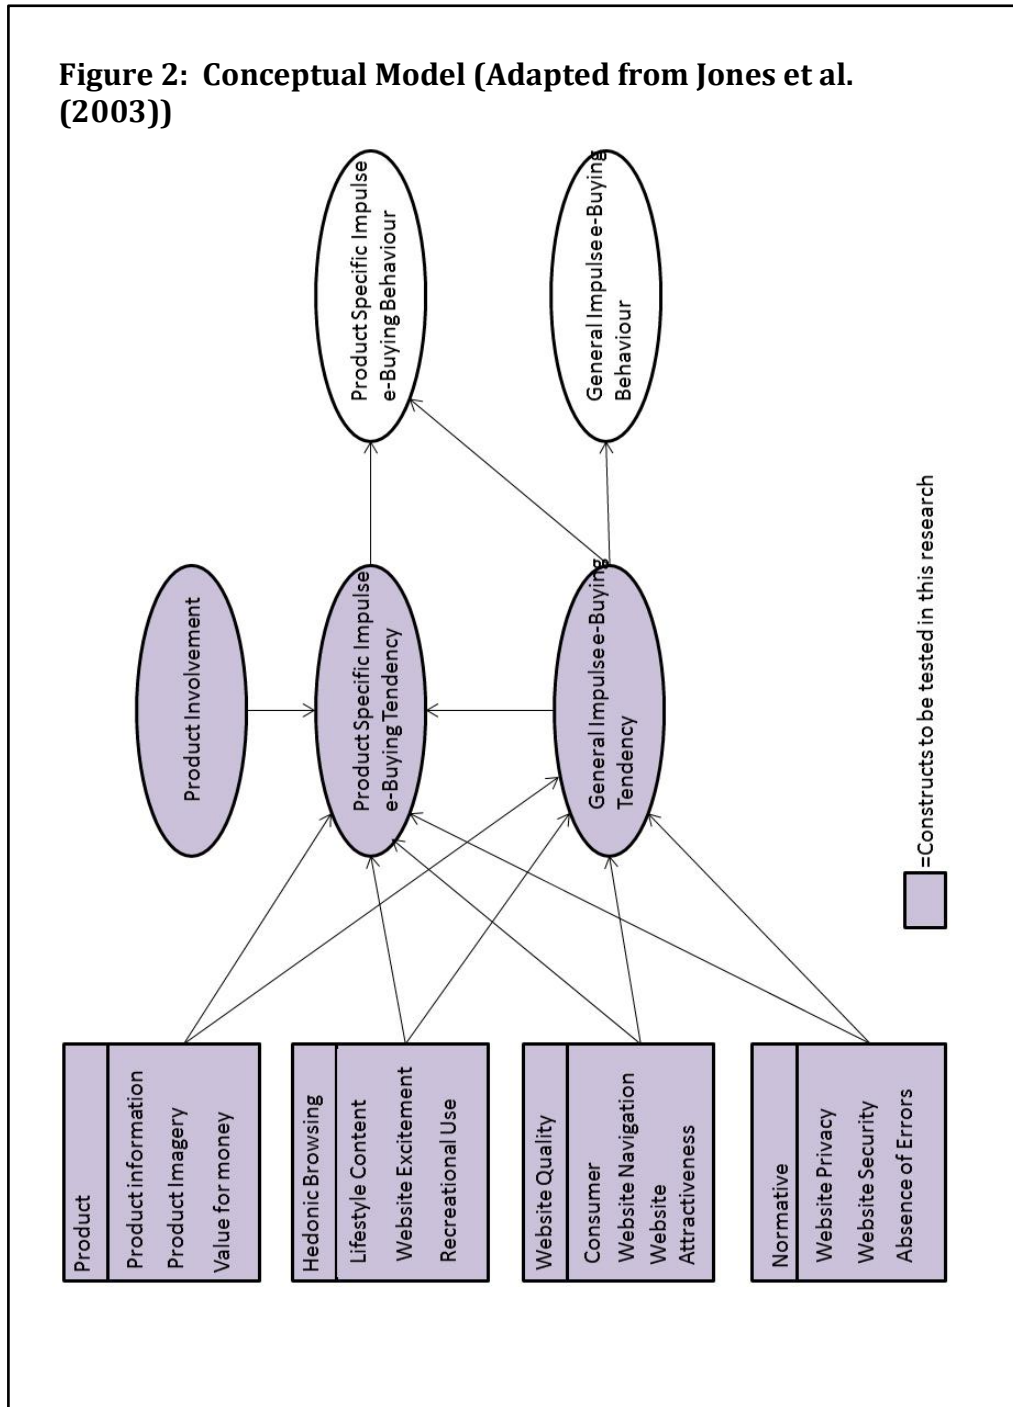 Figure 2:  Conceptual Model (Adapted from Jones et al.
(2003))
Product
Product information
Product Imagery
Value for money
Hedonic Browsing
Lifestyle Content
Website Excitement
Recreational Use
Website Quality
Consumer
Website Navigation
Website
Attractiveness
Normative
Website Privacy
Website Security
Absence of Errors
Product Involvement
Product Specific Impulse
e-Buying Tendency
General Impulse e-Buying
Tendency
Product Specific Impulse
e-Buying Behaviour
General Impulse e-Buying
Behaviour
=Constructs to be tested in this research